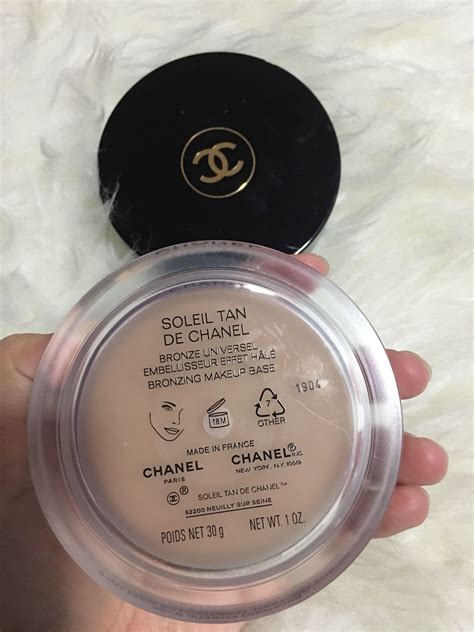 SOLEIL TAN
DE CHANEL
BRONZE UNIVERSEL
EMBELLISSEUR EFFET HÂLÉ
BRONZING MAKEUP BASE
1904
18M
7
OTHER
MADE IN FRANCE
CHANEL
PARIS
CHANEL® INC
NEW YORK, N.Y. 10019
®
SOLEIL TAN DE CHANEL™
92200 NEUILLY SUR SEINE
POIDS NET 30 g NET WT. 1 OZ.